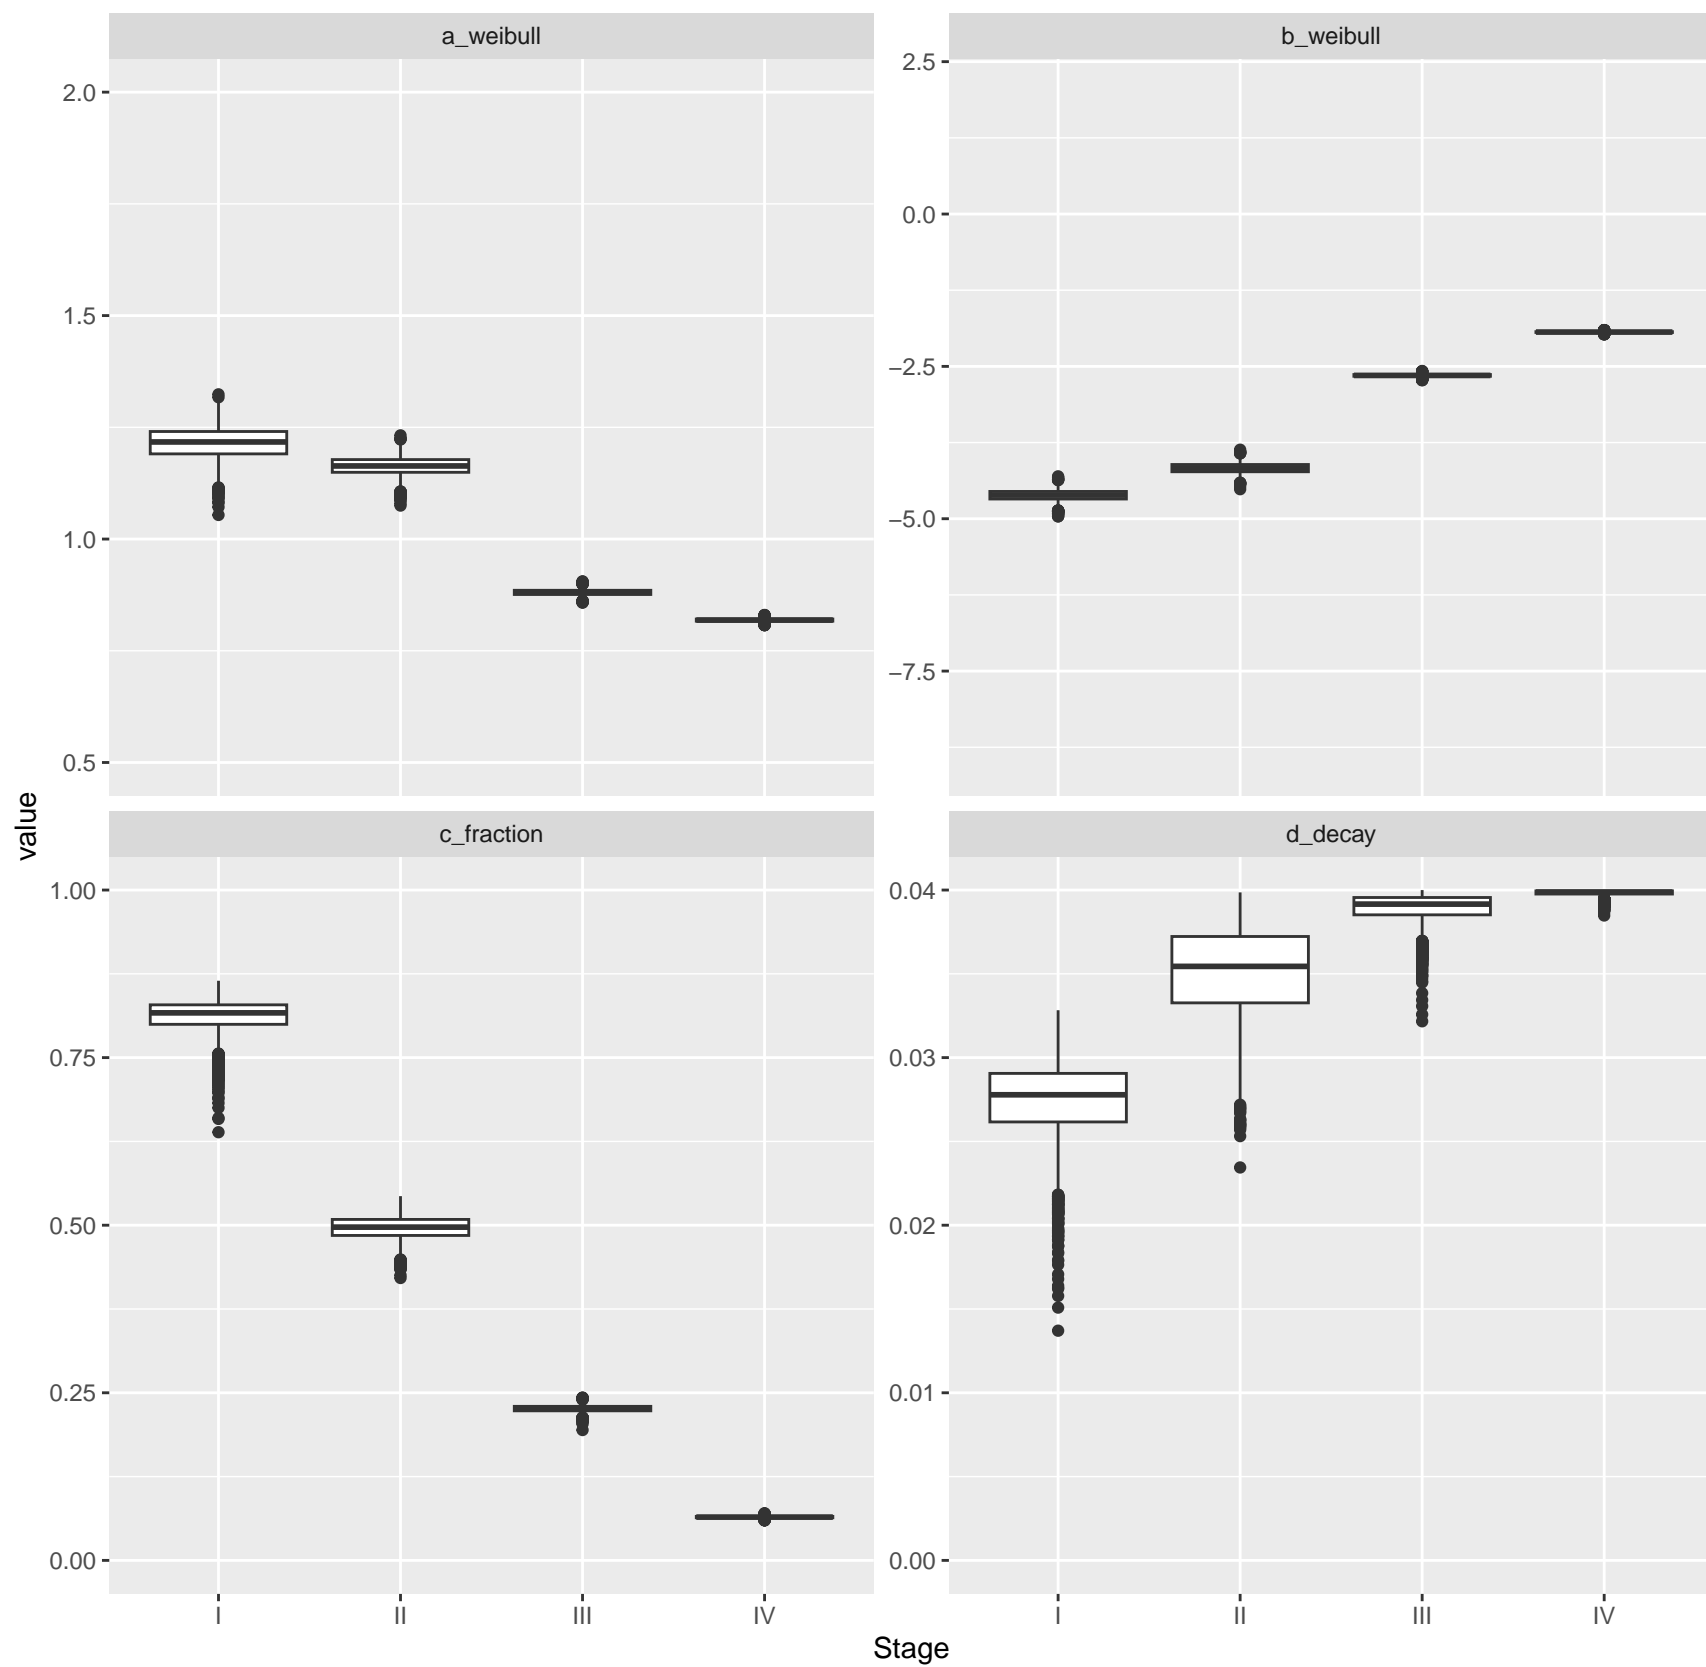 a_weibull
b_weibull
2.0
1.5
1.0
0.5
2.5
0.0
−2.5
−5.0
−7.5
value
c_fraction
d_decay
1.00
0.75
0.50
0.25
0.00
0.04
0.03
0.02
0.01
0.00
I II III IV
I II III IV
Stage